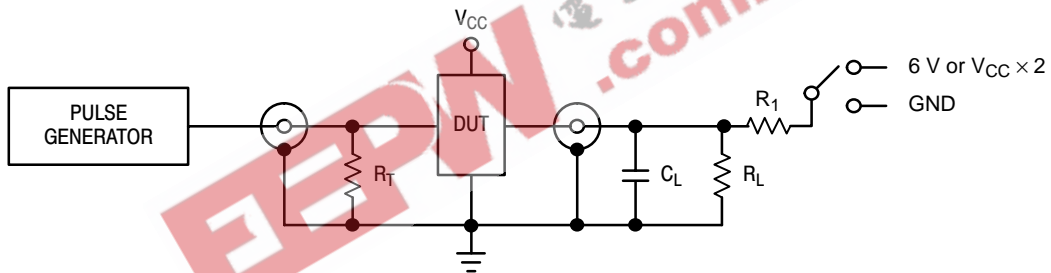 VCC
6 V or VCC × 2
GND
R1
PULSE
GENERATOR
DUT
RT
CL
RL
EEPW.com